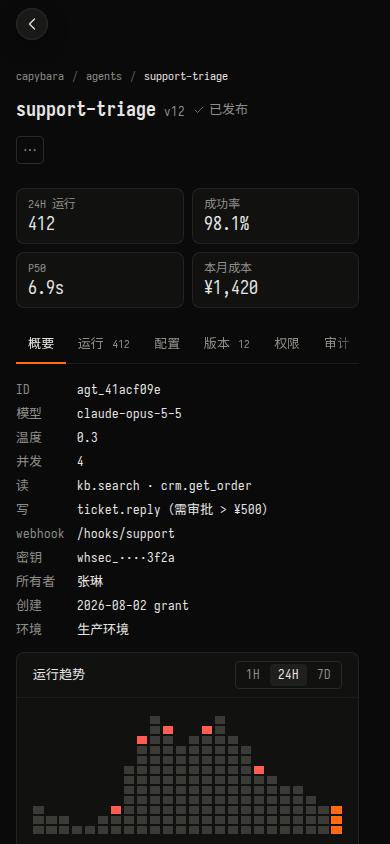 capybara / agents / support-triage
support-triage v12 ✓ 已发布
···
24H 运行
412
成功率
98.1%
P50
6.9s
本月成本
¥1,420
概要 运行 412 配置 版本 12 权限 审计
ID agt_41acf09e
模型 claude-opus-5-5
温度 0.3
并发 4
读 kb.search · crm.get_order
写 ticket.reply (需审批 > ¥500)
webhook /hooks/support
密钥 whsec_····3f2a
所有者 张琳
创建 2026-08-02 grant
环境 生产环境
运行趋势 1H 24H 7D